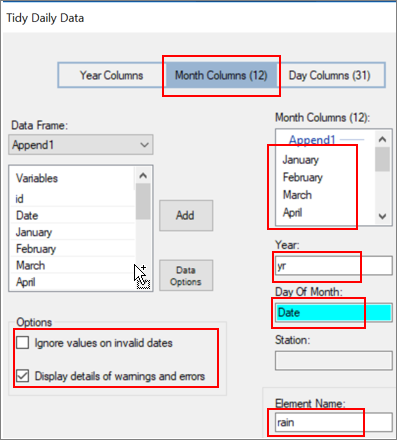 Tidy Daily Data
Year Columns
Month Columns (12)
Day Columns (31)
Data Frame:
Append1
Variables
id
Date
January
February
March
April
Add
Data
Options
Options
Ignore values on invalid dates
Display details of warnings and errors
Month Columns (12):
Append1
January
February
March
April
Year:
yr
Day Of Month:
Date
Station:
Element Name:
rain